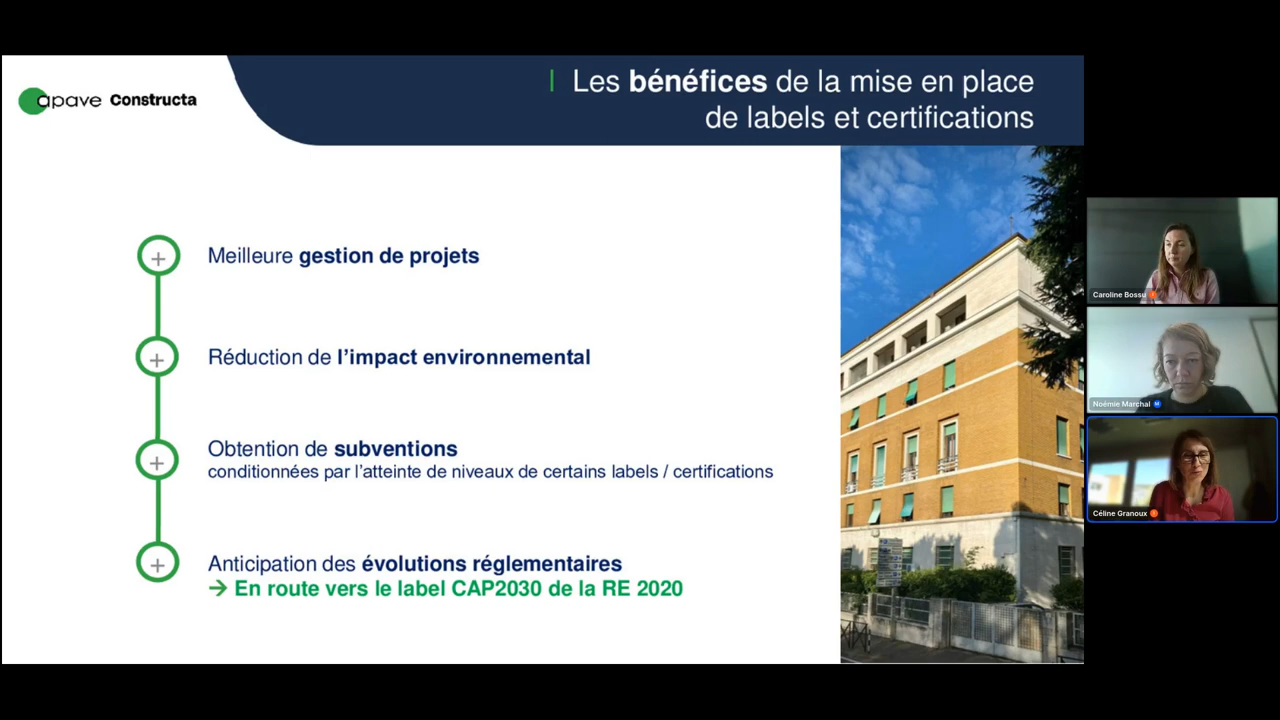 apave Constructa
Les bénéfices de la mise en place
de labels et certifications
Meilleure gestion de projets
Réduction de l'impact environnemental
Obtention de subventions
conditionnées par l'atteinte de niveaux de certains labels / certifications
Anticipation des évolutions réglementaires
→ En route vers le label CAP2030 de la RE 2020
Caroline Bossu
Noémie Marchal
Céline Granoux